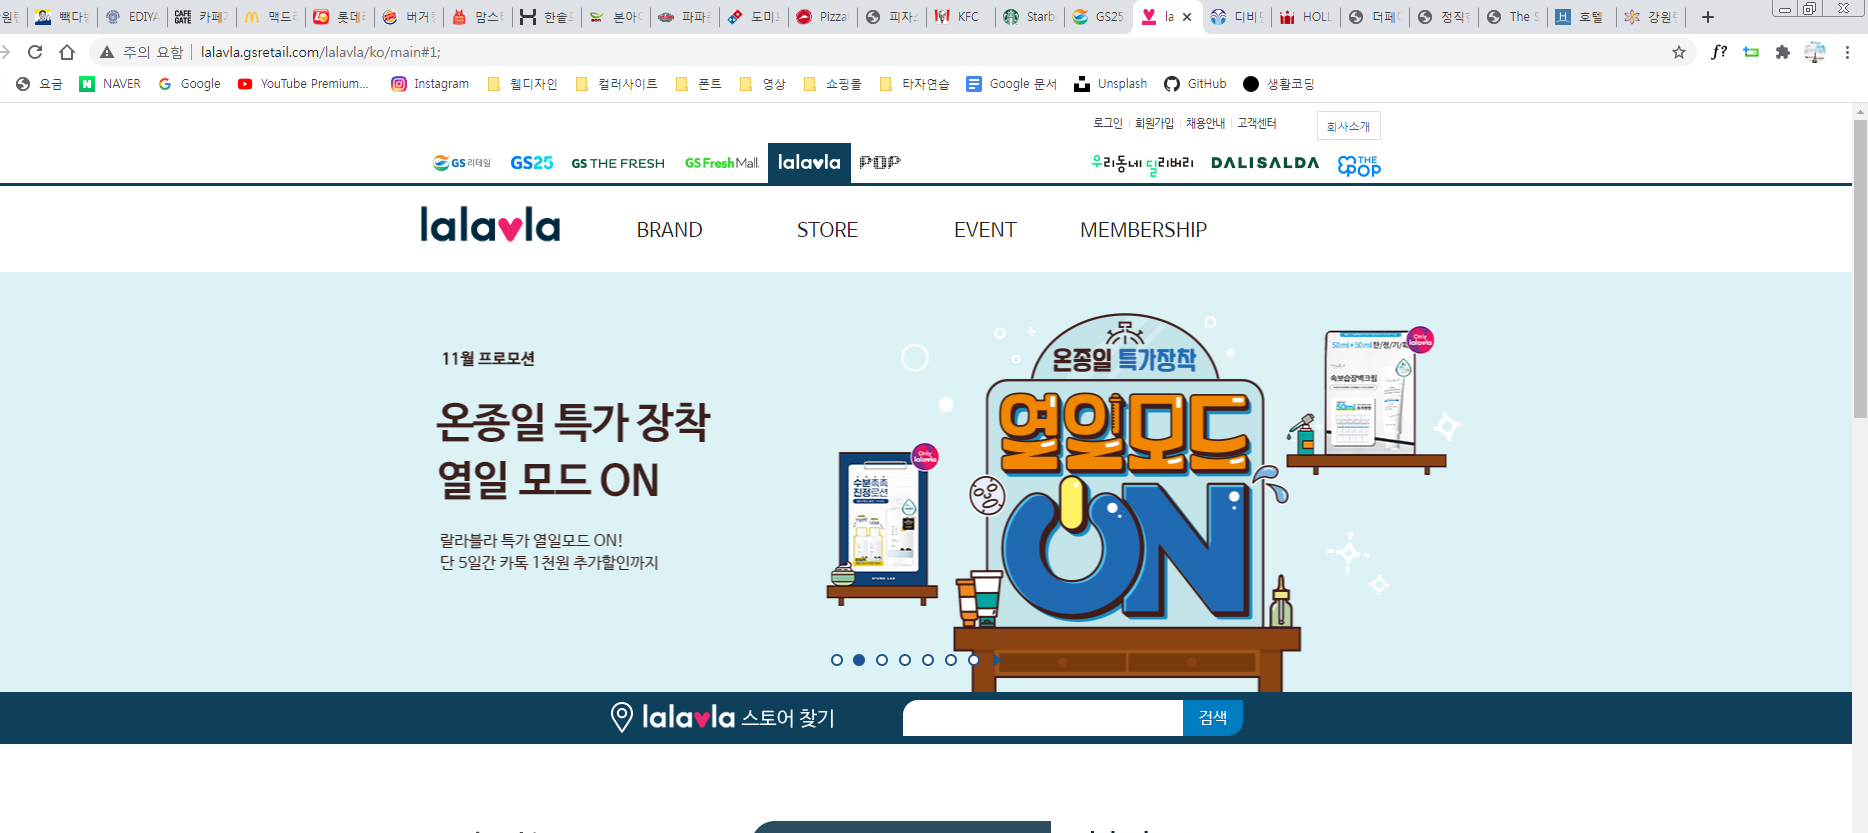 빽다방
EDIYA
CAFE GATE 카페
맥드
롯데
버거
맘스
한솥
본아
파파
도미
Pizza
피자
KFC
Starb
GS25
la
디비
HOLL
더페
정직
The S
호텔
강원
주의 요함 lalavla.gsretail.com/lalavla/ko/main#1;
요금 NAVER Google YouTube Premium... Instagram 웹디자인 컬러사이트 폰트 영상 쇼핑몰 타자연습 Google 문서 Unsplash GitHub 생활코딩
로그인 회원가입 채용안내 고객센터 회사소개
GS 리테일 GS25 GS THE FRESH GS Fresh Mall. lalavla POP 우리동네 딜리버리 DALISALDA THE POP
lalavla BRAND STORE EVENT MEMBERSHIP
11월 프로모션
온종일 특가 장착
열일 모드 ON
랄라블라 특가 열일모드 ON!
단 5일간 카톡 1천원 추가할인까지
온종일 특가장착
열일모드
ON
Only lalavla
수분촉촉
진정로션
Only lalavla
50ml+50ml 한/정/기/획
속보습장벽크림
50ml
lalavla 스토어 찾기 검색